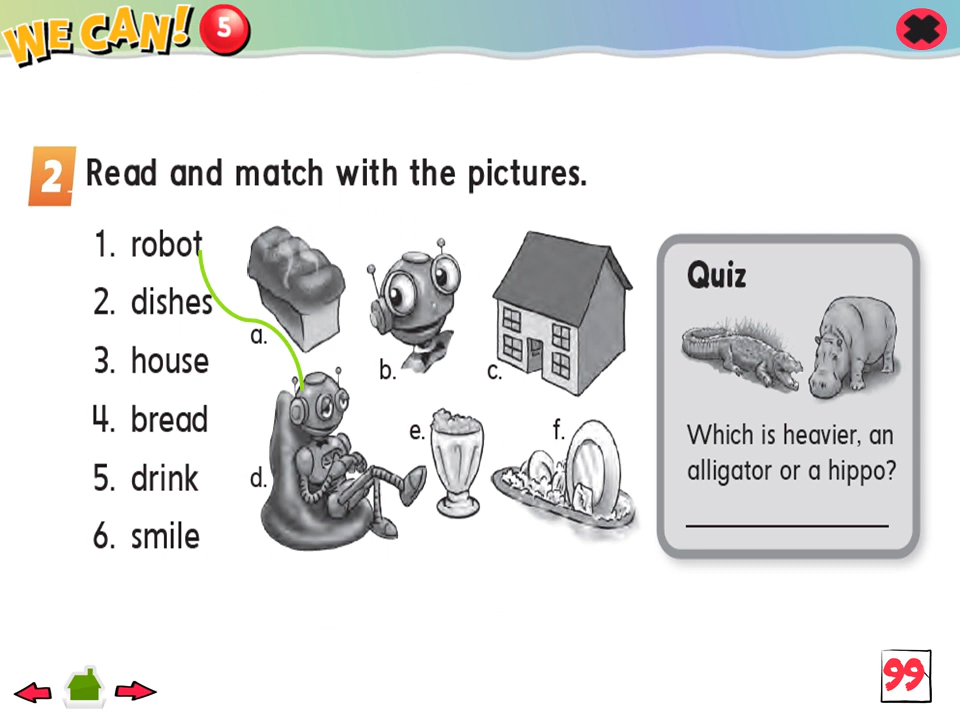 WE CAN! 5
2 Read and match with the pictures.
1. robot
2. dishes
3. house
4. bread
5. drink
6. smile
a.
b.
c.
d.
e.
f.
Quiz
Which is heavier, an
alligator or a hippo?
99